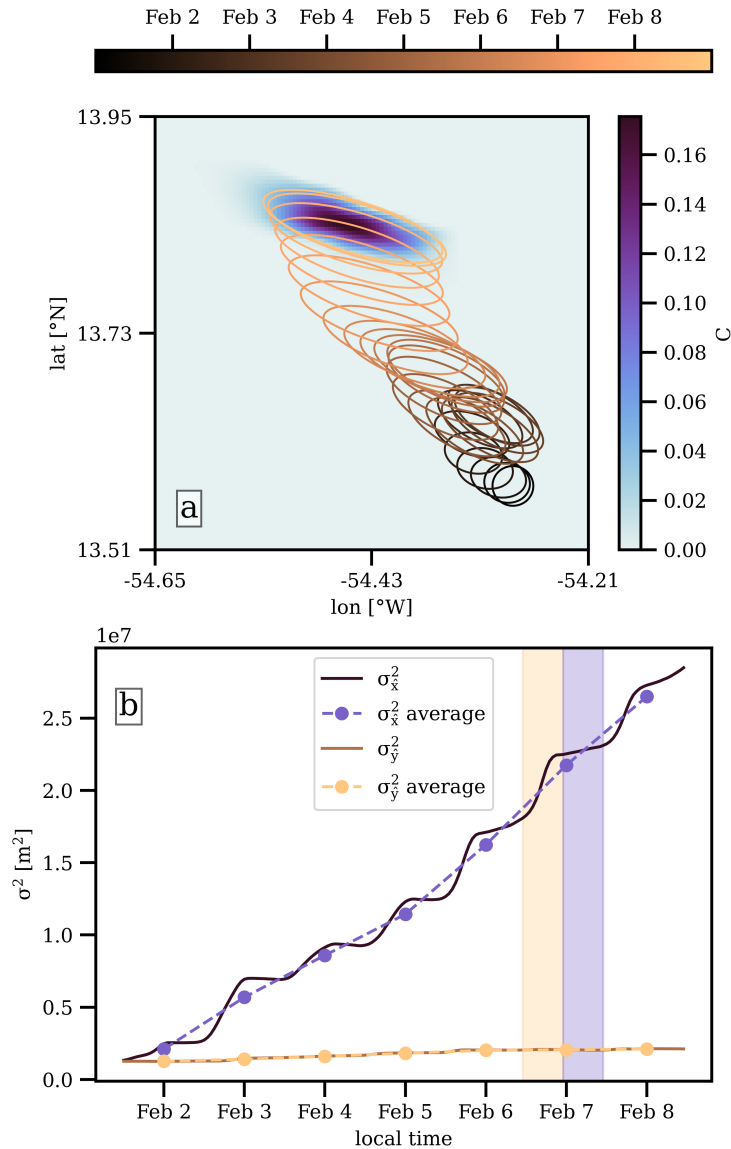 Feb 2 Feb 3 Feb 4 Feb 5 Feb 6 Feb 7 Feb 8
13.95
13.73
13.51
lat [°N]
a
-54.65 -54.43 -54.21
lon [°W]
0.16
0.14
0.12
0.10
0.08
0.06
0.04
0.02
0.00
C
1e7
b
σ²x̂
σ²x̂ average
σ²ŷ
σ²ŷ average
2.5
2.0
1.5
1.0
0.5
0.0
σ² [m²]
Feb 2 Feb 3 Feb 4 Feb 5 Feb 6 Feb 7 Feb 8
local time